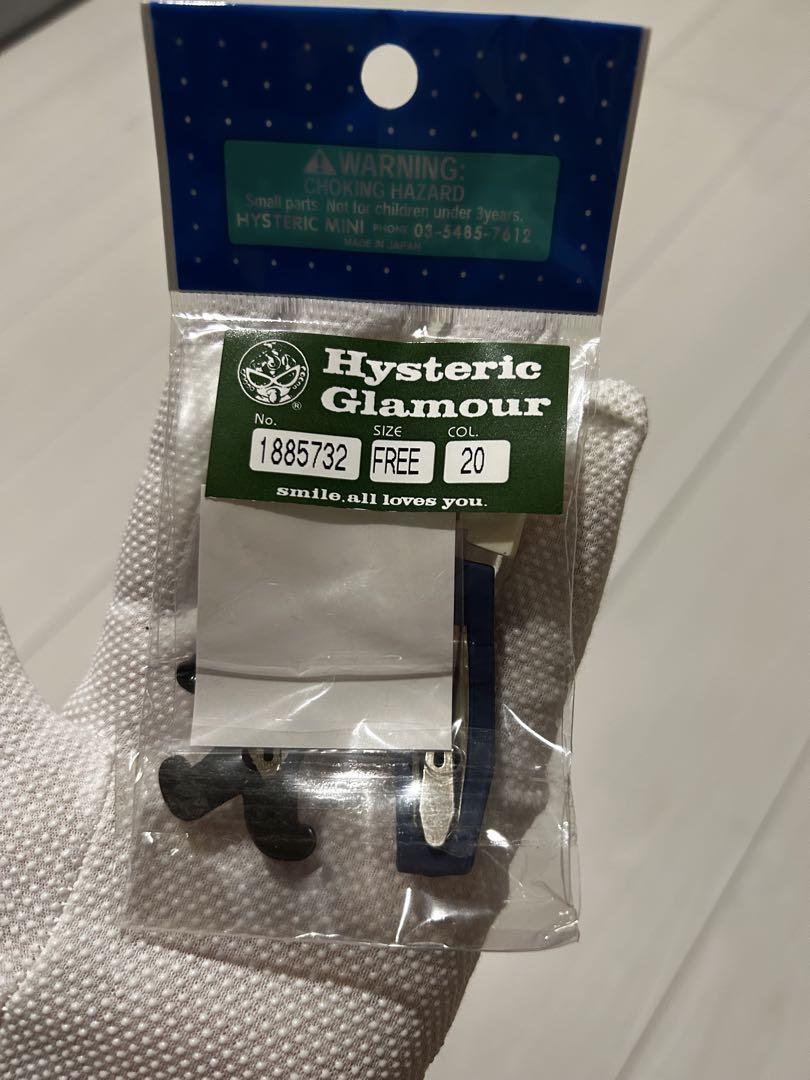 WARNING:
CHOKING HAZARD
Small parts. Not for children under 3years.
HYSTERIC MINI PHONE 03-5485-7612
MADE IN JAPAN
Hysteric
Glamour
®
No. SIZE COL.
1885732 FREE 20
smile.all loves you.